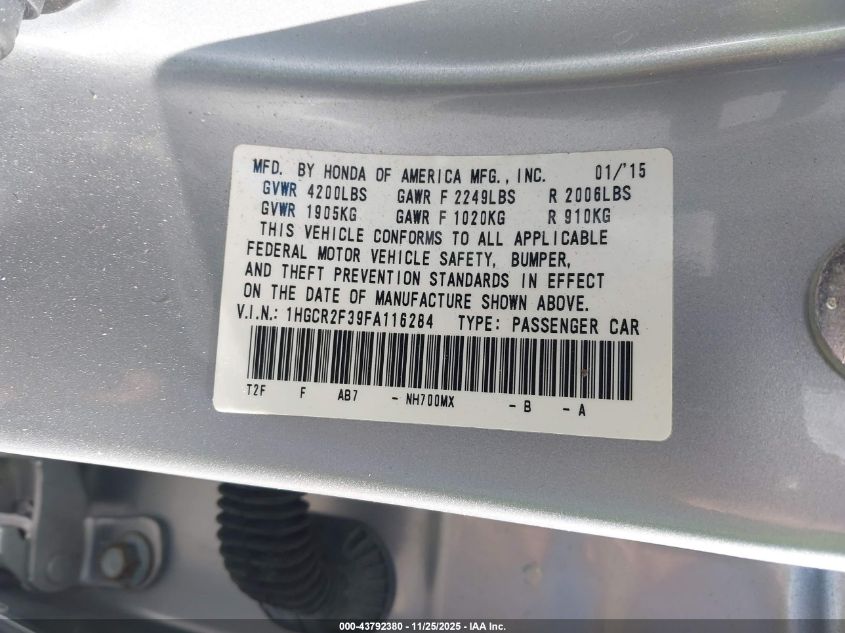 MFD. BY HONDA OF AMERICA MFG., INC. 01/'15
GVWR 4200LBS GAWR F 2249LBS R 2006LBS
GVWR 1905KG GAWR F 1020KG R 910KG
THIS VEHICLE CONFORMS TO ALL APPLICABLE
FEDERAL MOTOR VEHICLE SAFETY, BUMPER,
AND THEFT PREVENTION STANDARDS IN EFFECT
ON THE DATE OF MANUFACTURE SHOWN ABOVE.
V.I.N.: 1HGCR2F39FA116284 TYPE: PASSENGER CAR
T2F F AB7 - NH700MX - B - A
000-43792380 - 11/25/2025 - IAA Inc.